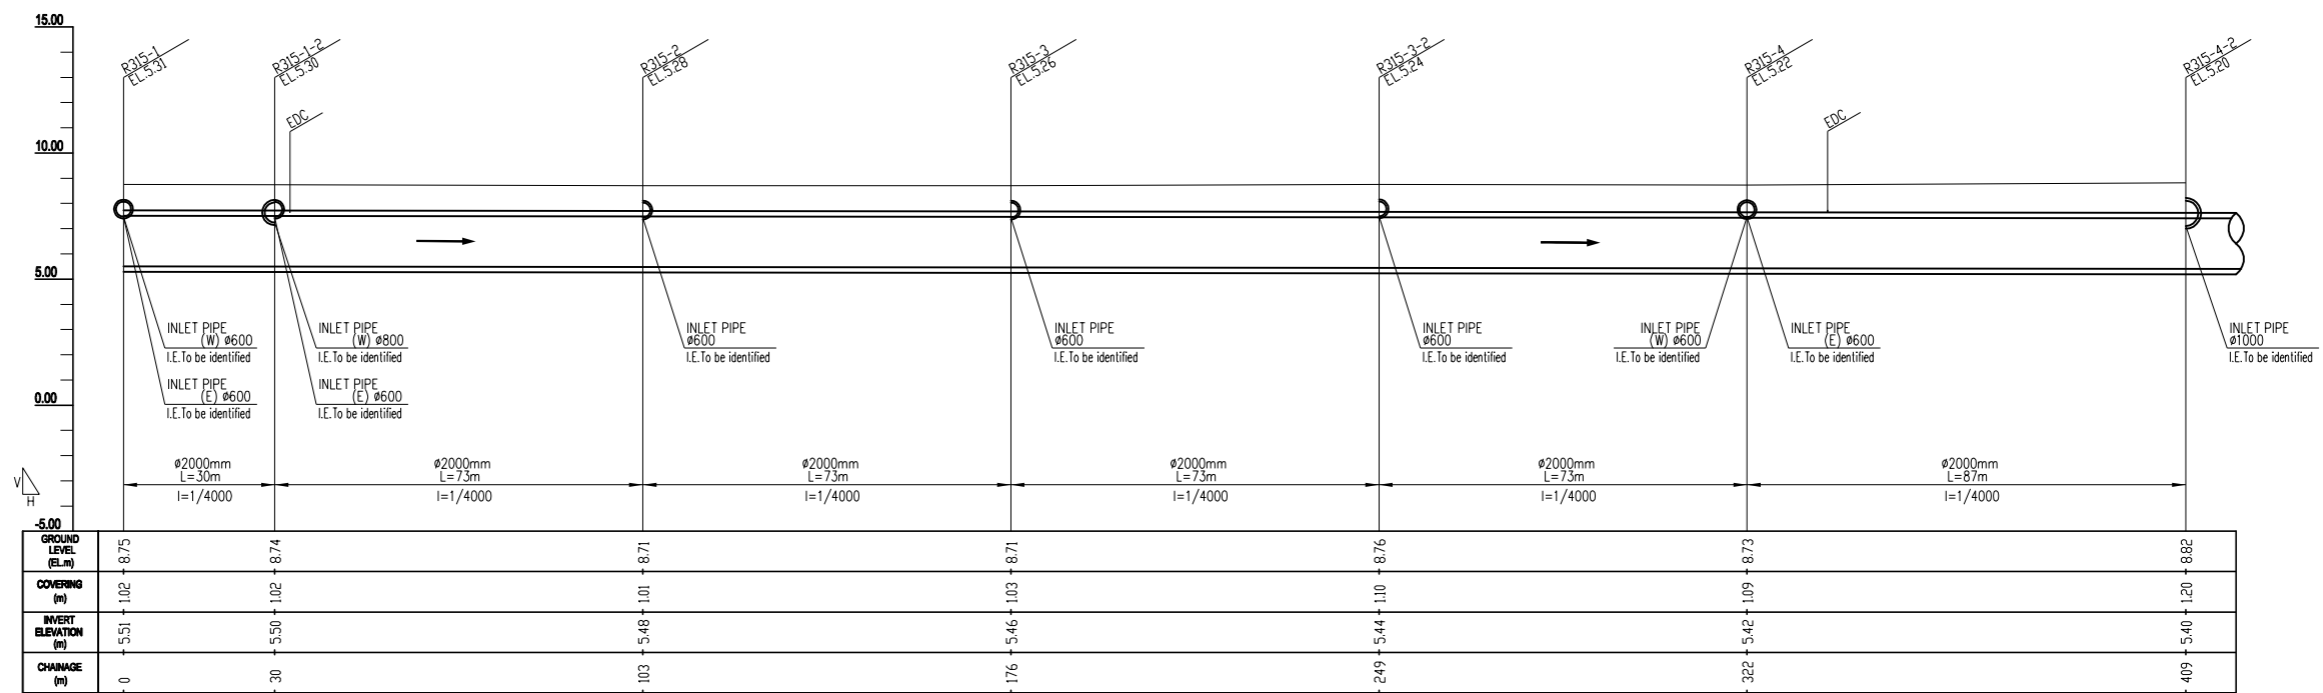 15.00
10.00
5.00
0.00
-5.00
R315-1
EL.5.31
R315-1-2
EL.5.30
R315-2
EL.5.28
R315-3
EL.5.26
R315-3-2
EL.5.24
R315-4
EL.5.22
R315-4-2
EL.5.20
EDC
EDC
INLET PIPE
(W) ø600
I.E.To be identified
INLET PIPE
(E) ø600
I.E.To be identified
INLET PIPE
(W) ø800
I.E.To be identified
INLET PIPE
(E) ø600
I.E.To be identified
INLET PIPE
ø600
I.E.To be identified
INLET PIPE
ø600
I.E.To be identified
INLET PIPE
ø600
I.E.To be identified
INLET PIPE
(W) ø600
I.E.To be identified
INLET PIPE
(E) ø600
I.E.To be identified
INLET PIPE
ø1000
I.E.To be identified
V
H
ø2000mm
L=30m
I=1/4000
ø2000mm
L=73m
I=1/4000
ø2000mm
L=73m
I=1/4000
ø2000mm
L=73m
I=1/4000
ø2000mm
L=73m
I=1/4000
ø2000mm
L=87m
I=1/4000
GROUND
LEVEL
(EL.m)
8.75 8.74 8.71 8.71 8.76 8.73 8.82
COVERING
(m)
1.02 1.02 1.01 1.03 1.10 1.09 1.20
INVERT
ELEVATION
(m)
5.51 5.50 5.48 5.46 5.44 5.42 5.40
CHAINAGE
(m)
0 30 103 176 249 322 409